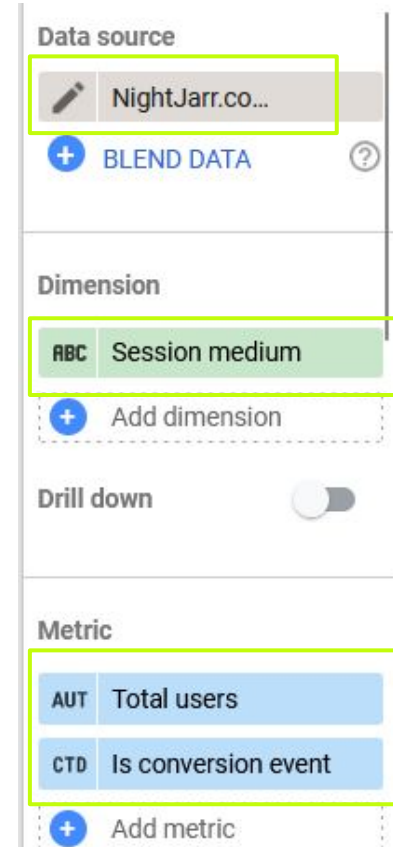 Data source
NightJarr.co...
BLEND DATA
Dimension
ABC Session medium
Add dimension
Drill down
Metric
AUT Total users
CTD Is conversion event
Add metric